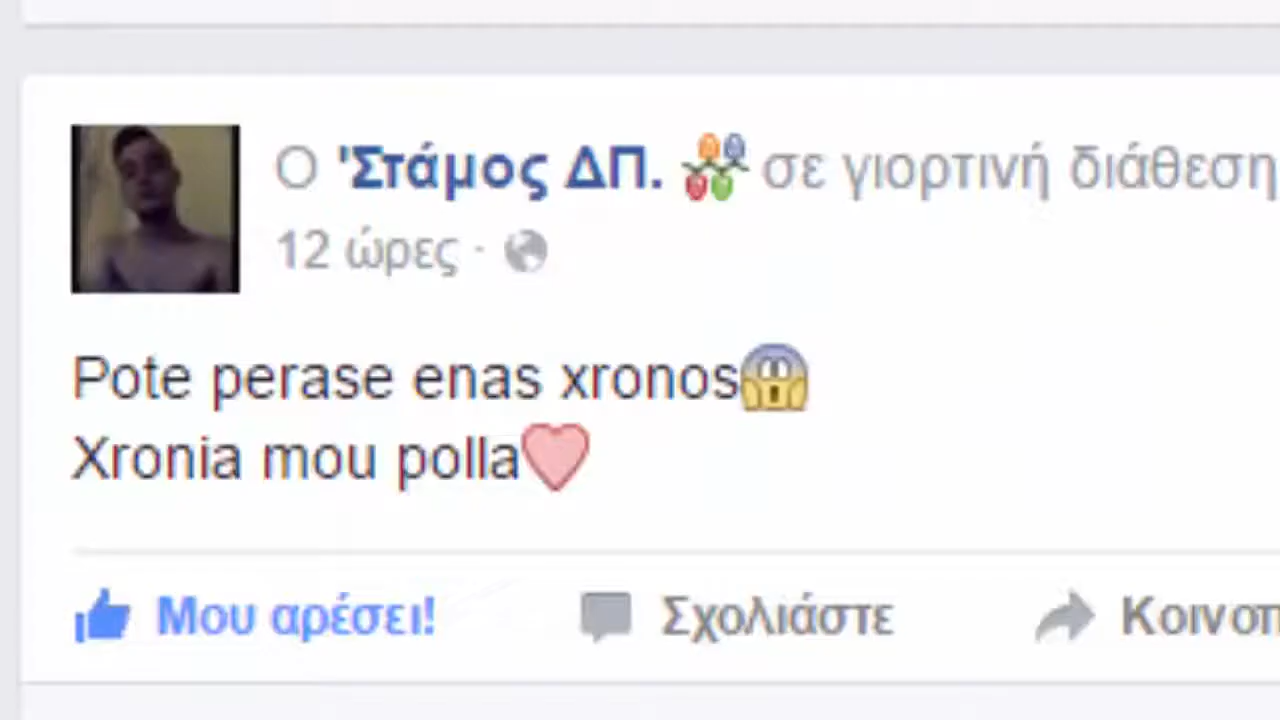 Ο 'Στάμος ΔΠ. σε γιορτινή διάθεση
12 ώρες ·
Pote perase enas xronos😱
Xronia mou polla❤
Μου αρέσει! Σχολιάστε